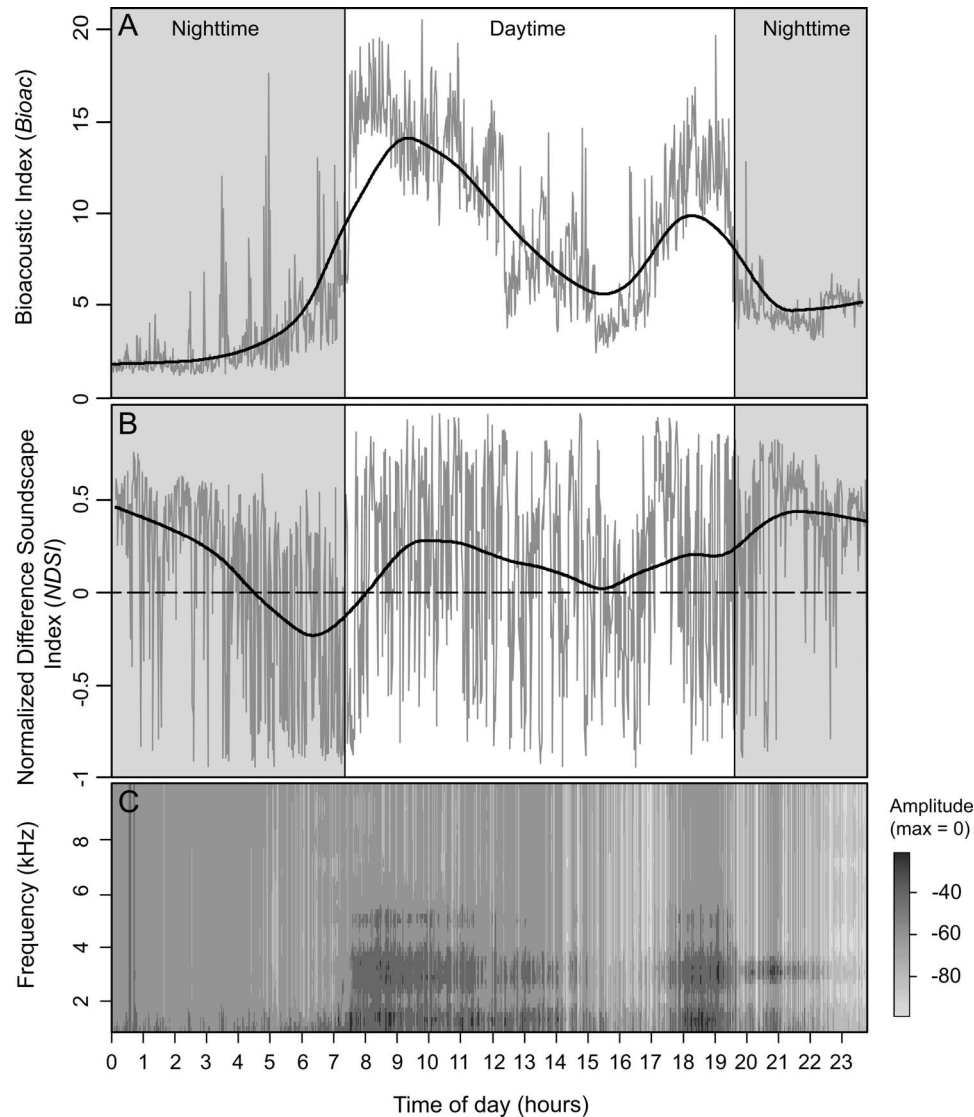 A
Nighttime
Daytime
Nighttime
Bioacoustic Index (Bioac)
20
15
10
5
0
B
Normalized Difference Soundscape
Index (NDSI)
0.5
0
-0.5
-1
C
Frequency (kHz)
8
6
4
2
Amplitude
(max = 0)
-40
-60
-80
0 1 2 3 4 5 6 7 8 9 10 11 12 13 14 15 16 17 18 19 20 21 22 23
Time of day (hours)